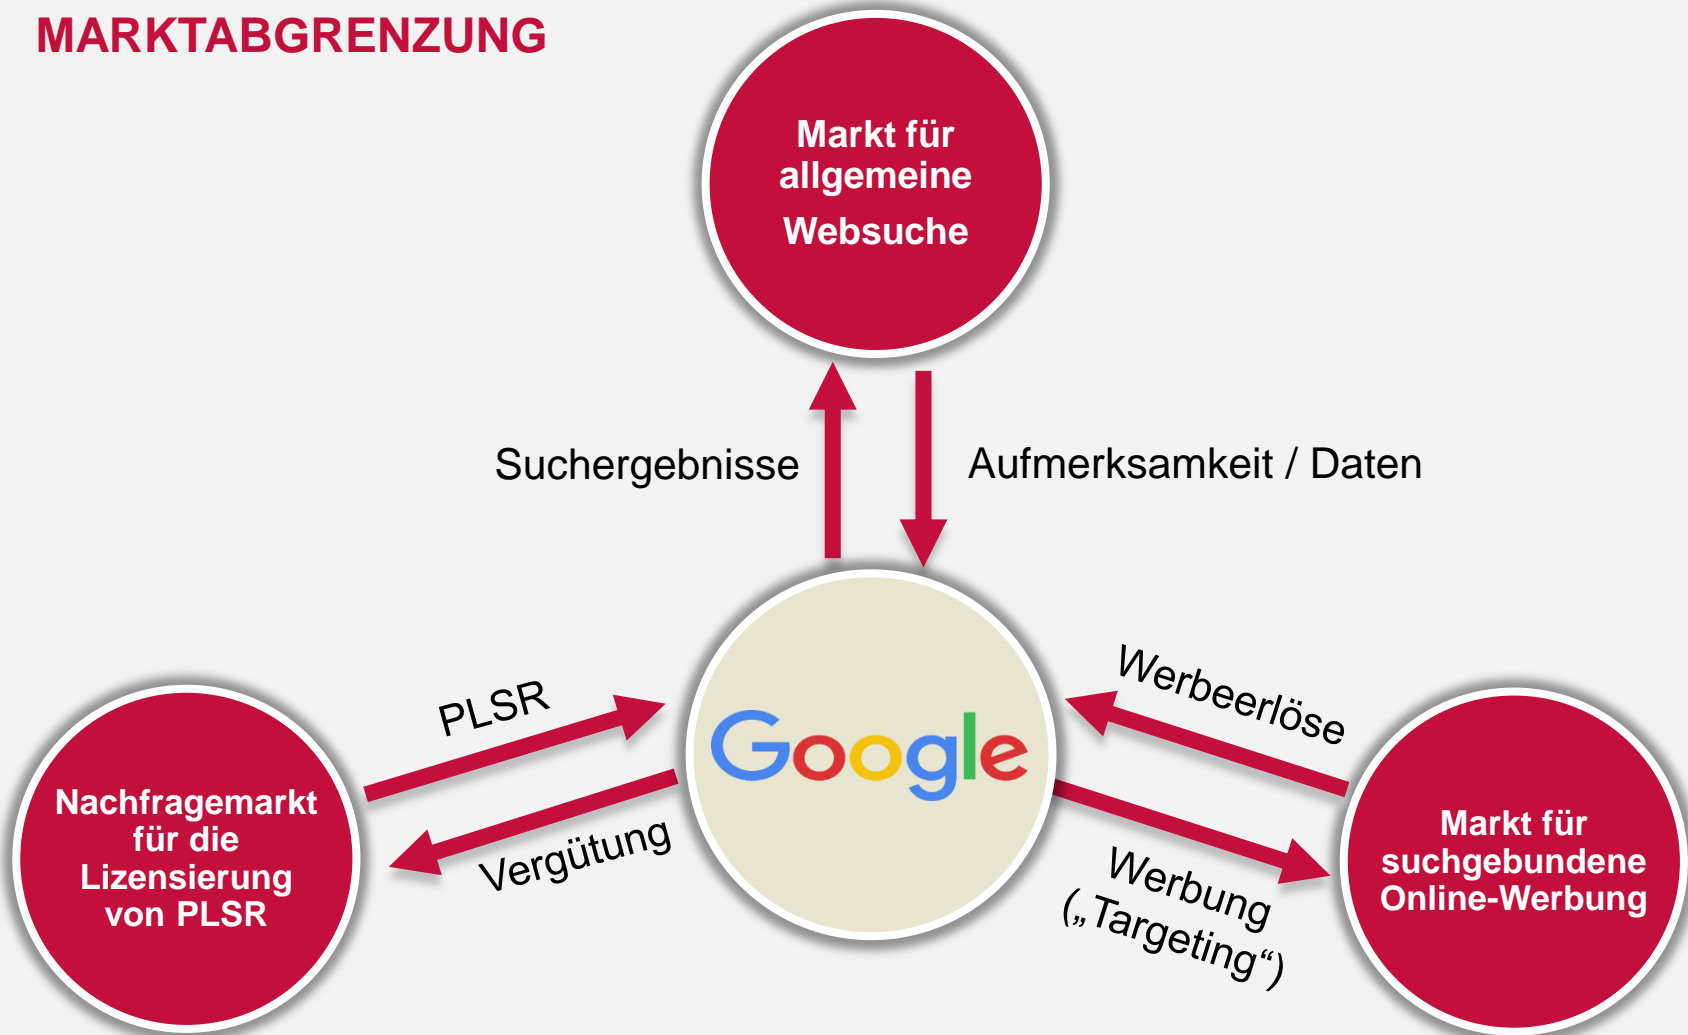 MARKTABGRENZUNG
Markt für
allgemeine
Websuche
Suchergebnisse
Aufmerksamkeit / Daten
PLSR
Vergütung
Google
Werbeerlöse
Werbung
(„Targeting“)
Nachfragemarkt
für die
Lizensierung
von PLSR
Markt für
suchgebundene
Online-Werbung